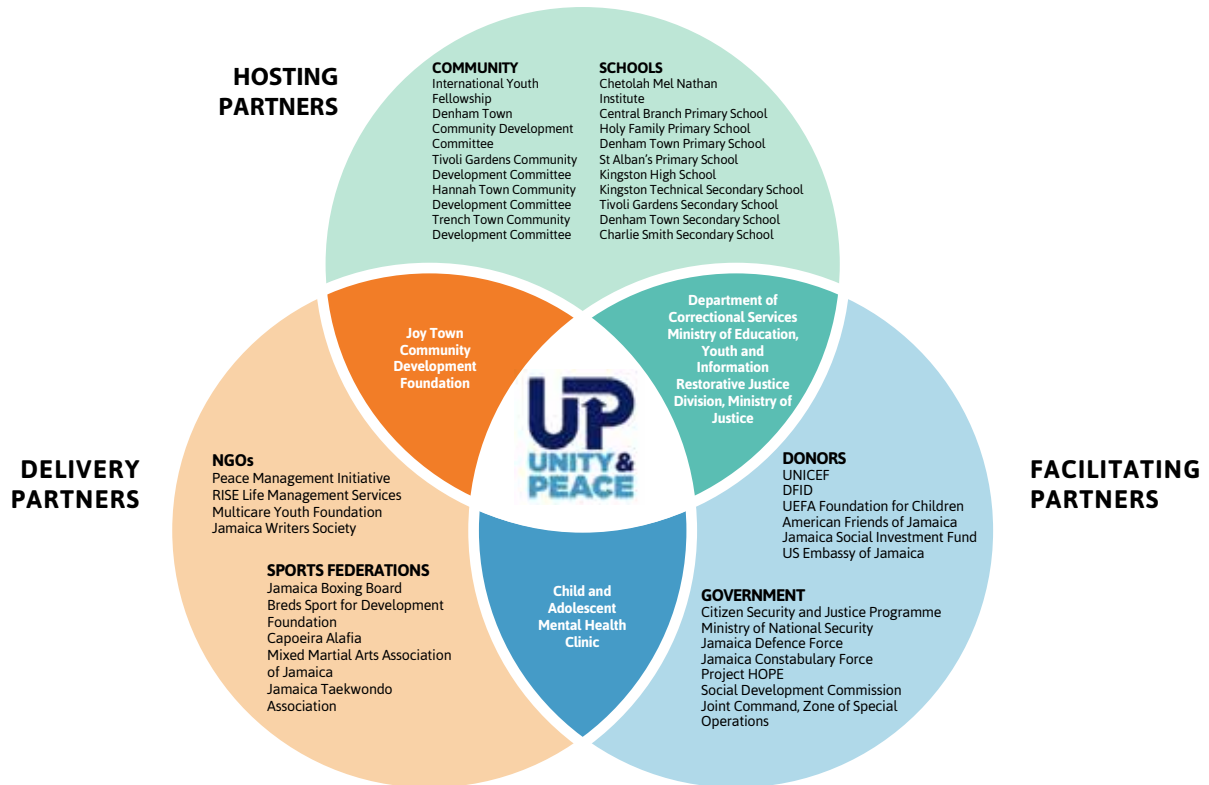 HOSTING
PARTNERS
COMMUNITY
International Youth
Fellowship
Denham Town
Community Development
Committee
Tivoli Gardens Community
Development Committee
Hannah Town Community
Development Committee
Trench Town Community
Development Committee
SCHOOLS
Chetolah Mel Nathan
Institute
Central Branch Primary School
Holy Family Primary School
Denham Town Primary School
St Alban’s Primary School
Kingston High School
Kingston Technical Secondary School
Tivoli Gardens Secondary School
Denham Town Secondary School
Charlie Smith Secondary School
Joy Town
Community
Development
Foundation
Department of
Correctional Services
Ministry of Education,
Youth and
Information
Restorative Justice
Division, Ministry of
Justice
UP
UNITY &
PEACE
DELIVERY
PARTNERS
NGOs
Peace Management Initiative
RISE Life Management Services
Multicare Youth Foundation
Jamaica Writers Society
SPORTS FEDERATIONS
Jamaica Boxing Board
Breds Sport for Development
Foundation
Capoeira Alafia
Mixed Martial Arts Association
of Jamaica
Jamaica Taekwondo
Association
Child and
Adolescent
Mental Health
Clinic
FACILITATING
PARTNERS
DONORS
UNICEF
DFID
UEFA Foundation for Children
American Friends of Jamaica
Jamaica Social Investment Fund
US Embassy of Jamaica
GOVERNMENT
Citizen Security and Justice Programme
Ministry of National Security
Jamaica Defence Force
Jamaica Constabulary Force
Project HOPE
Social Development Commission
Joint Command, Zone of Special
Operations